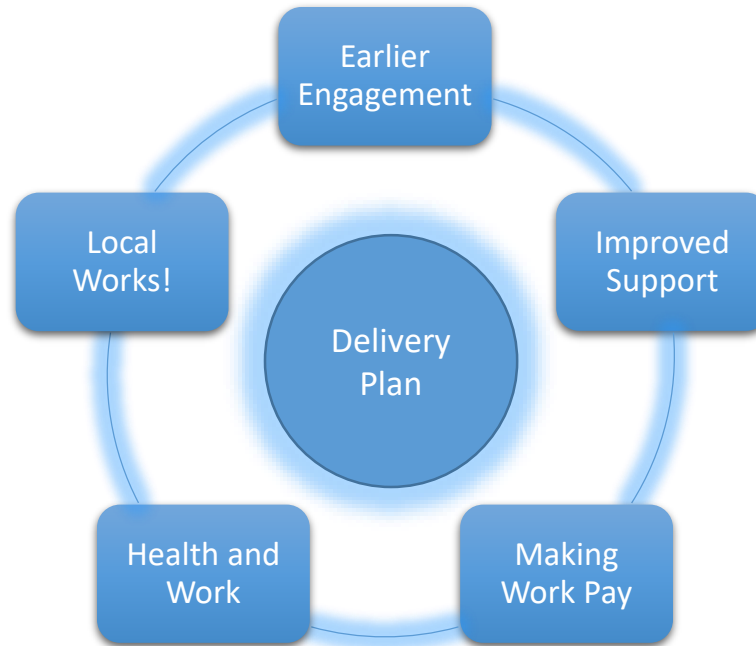 Earlier
Engagement
Improved
Support
Making
Work Pay
Health and
Work
Local
Works!
Delivery
Plan